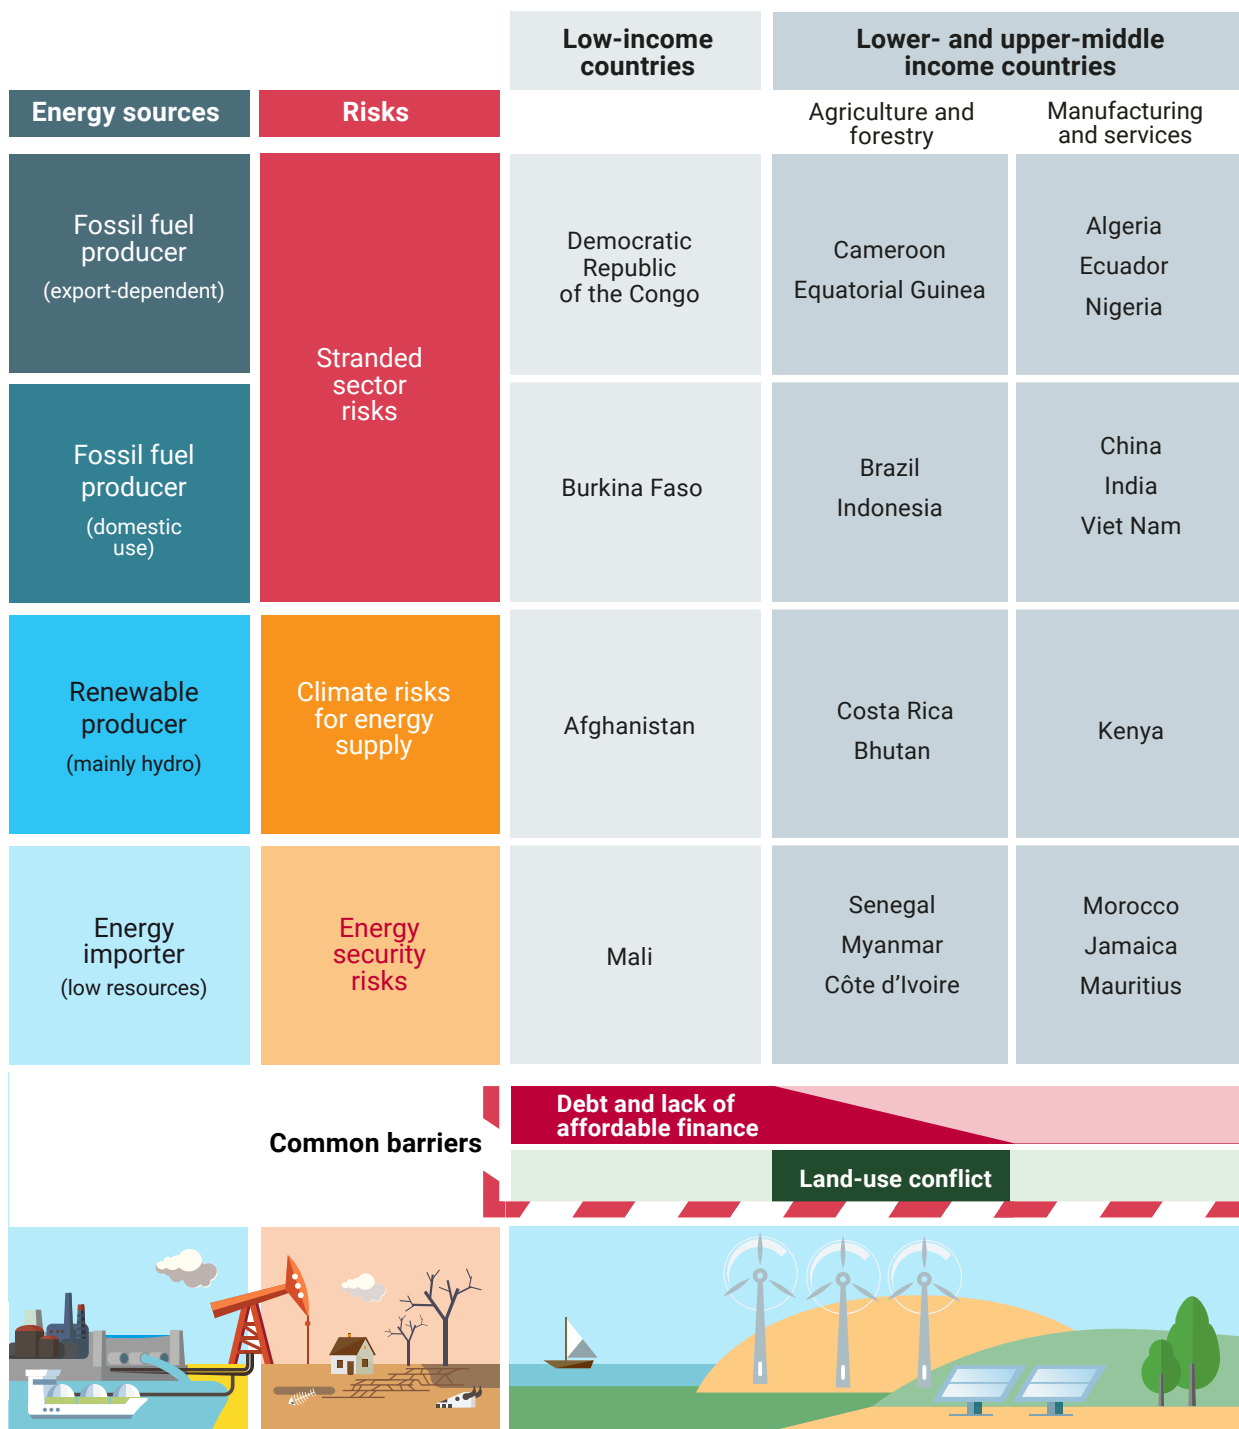 Low-income
countries
Lower- and upper-middle
income countries
Energy sources
Risks
Agriculture and
forestry
Manufacturing
and services
Fossil fuel
producer
(export-dependent)
Stranded
sector
risks
Democratic
Republic
of the Congo
Cameroon
Equatorial Guinea
Algeria
Ecuador
Nigeria
Fossil fuel
producer
(domestic
use)
Burkina Faso
Brazil
Indonesia
China
India
Viet Nam
Renewable
producer
(mainly hydro)
Climate risks
for energy
supply
Afghanistan
Costa Rica
Bhutan
Kenya
Energy
importer
(low resources)
Energy
security
risks
Mali
Senegal
Myanmar
Côte d’Ivoire
Morocco
Jamaica
Mauritius
Common barriers
Debt and lack of
affordable finance
Land-use conflict